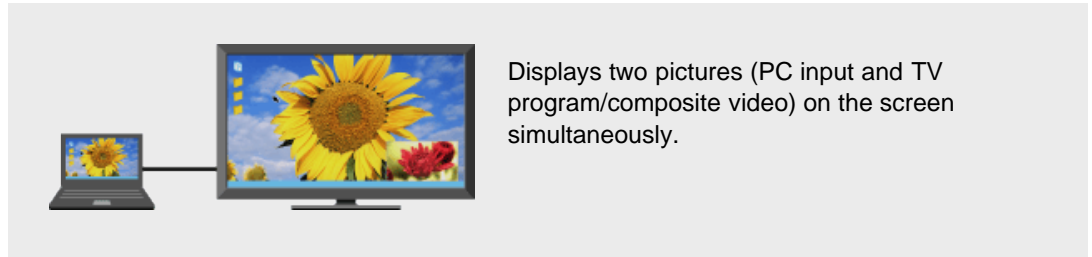 Displays two pictures (PC input and TV
program/composite video) on the screen
simultaneously.